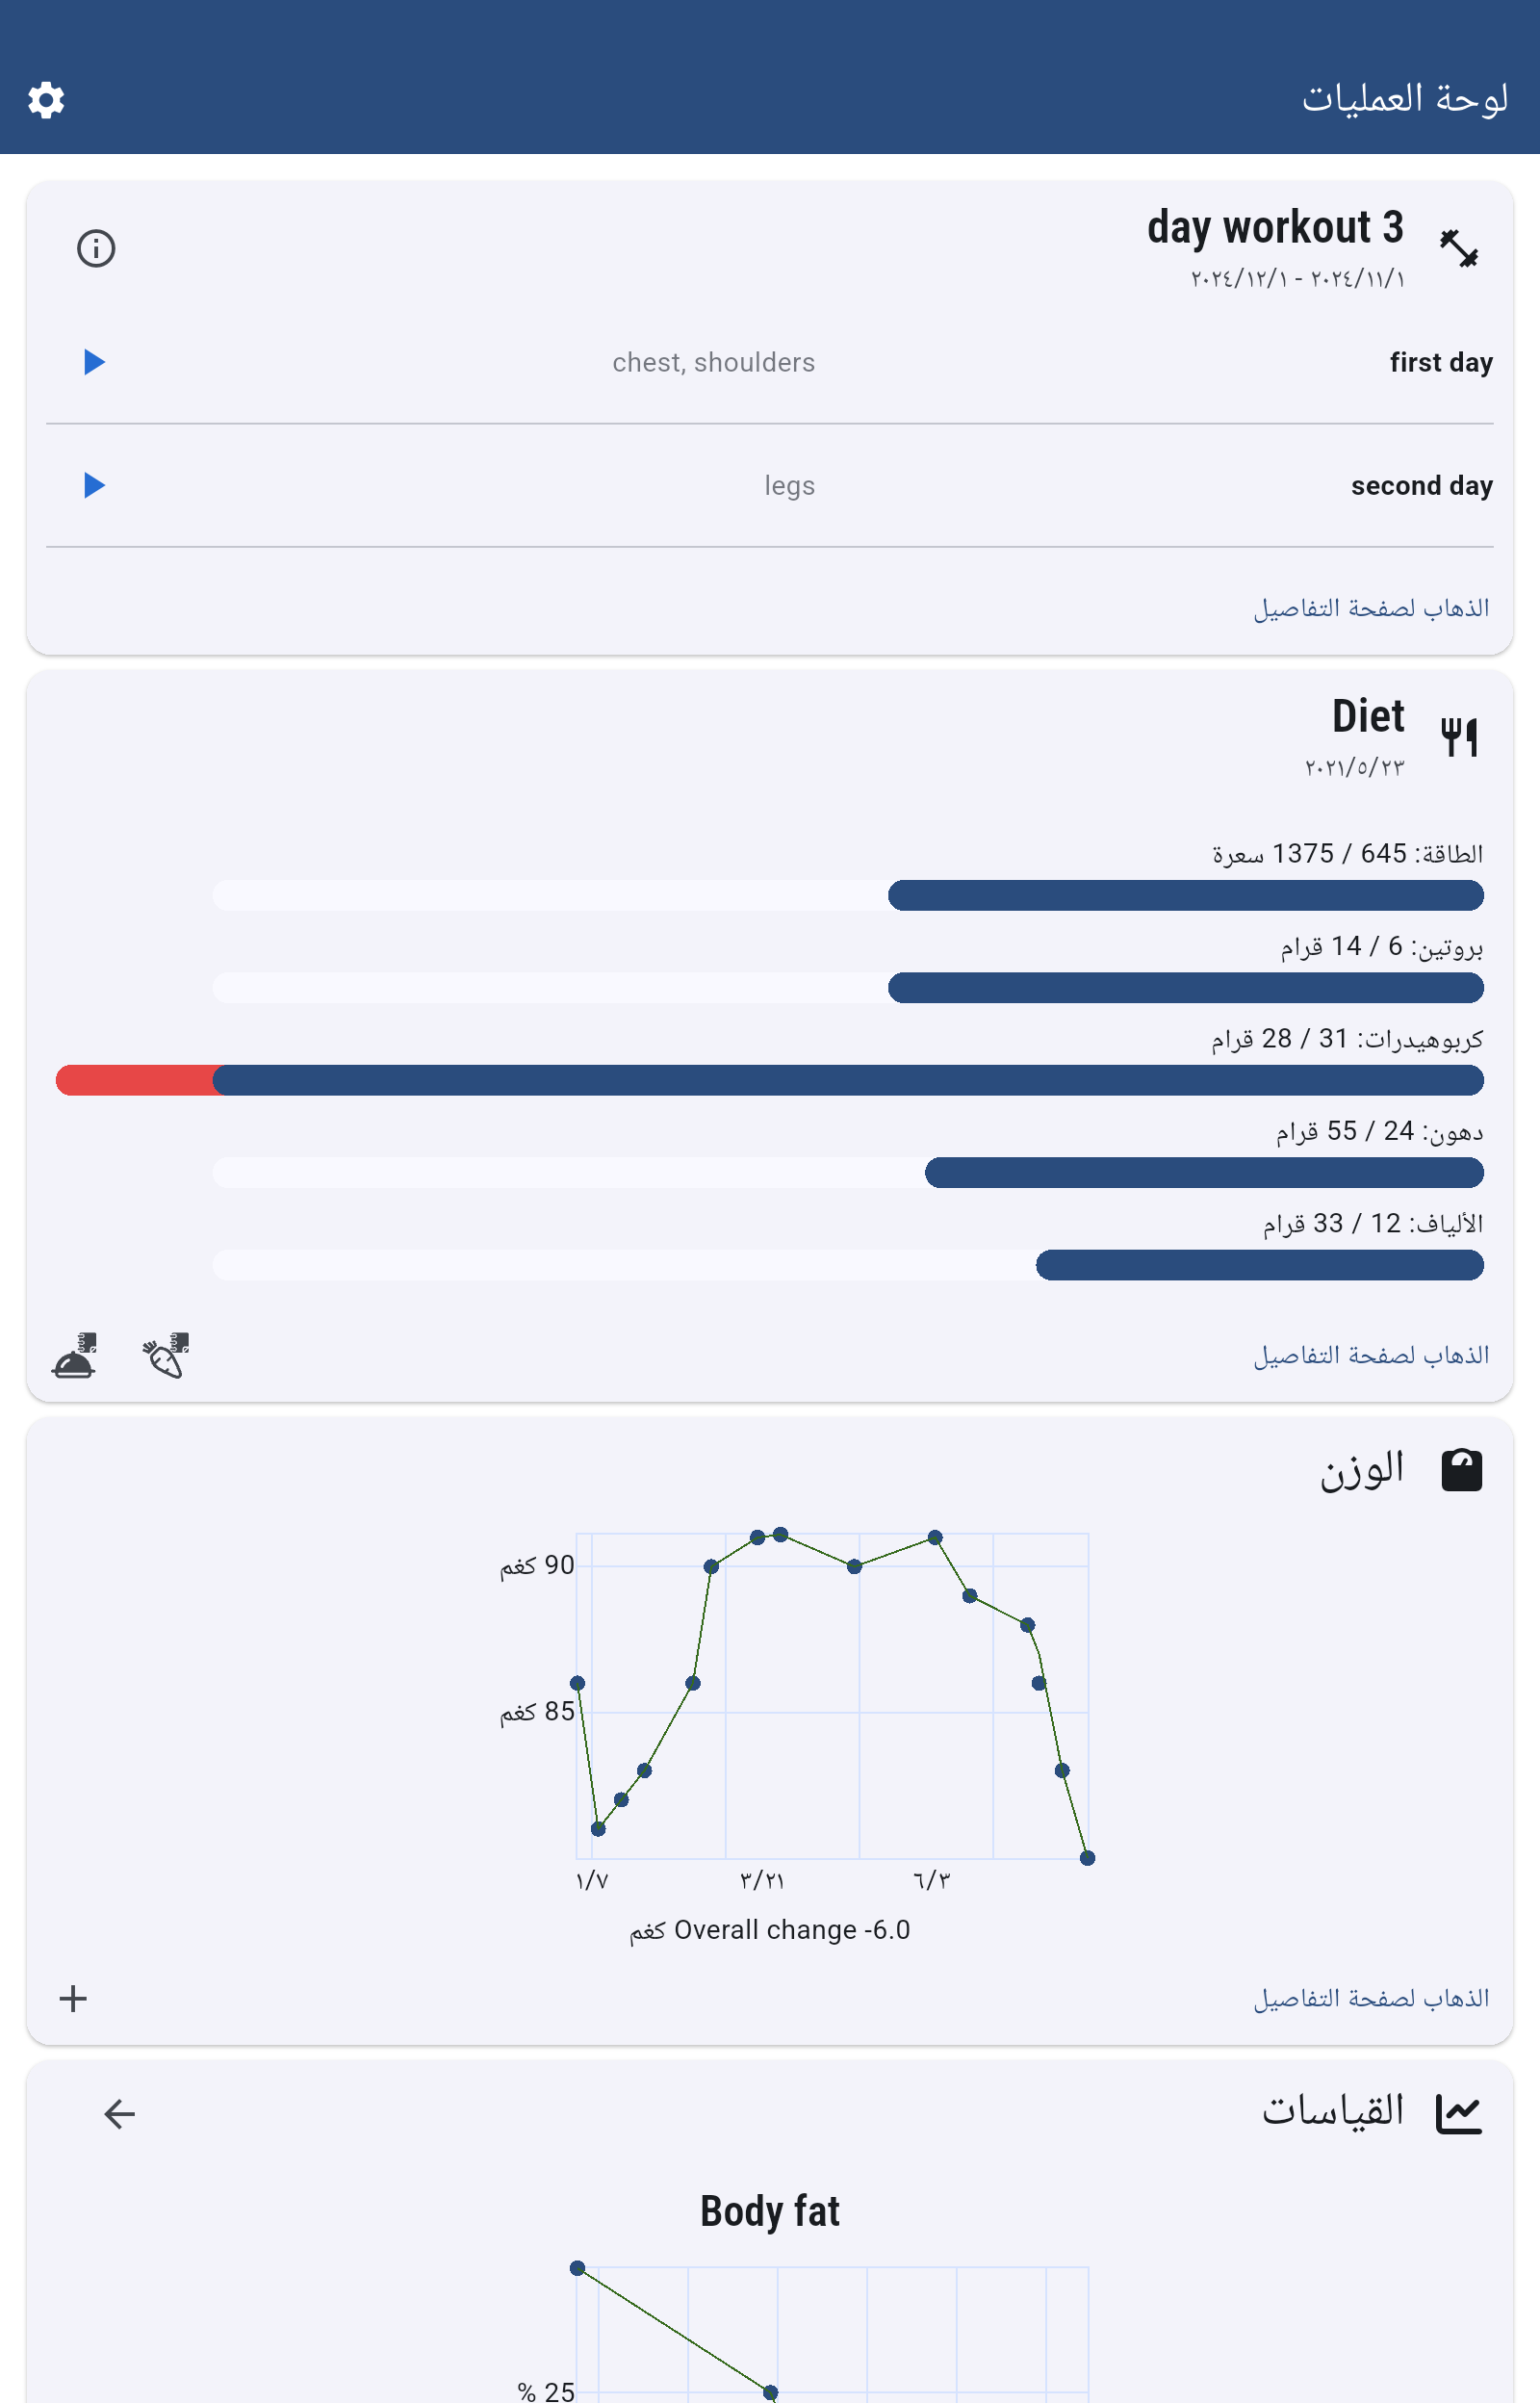 لوحة العمليات
3 day workout
٢٠٢٤/١١/١ - ٢٠٢٤/١٢/١
first day
chest, shoulders
second day
legs
الذهاب لصفحة التفاصيل
Diet
٢٠٢١/٥/٢٣
الطاقة: 645 / 1375 سعرة
بروتين: 6 / 14 قرام
كربوهيدرات: 31 / 28 قرام
دهون: 24 / 55 قرام
الألياف: 12 / 33 قرام
الذهاب لصفحة التفاصيل
الوزن
90 كغم
85 كغم
١/٧
٣/٢١
٦/٣
Overall change -6.0 كغم
الذهاب لصفحة التفاصيل
القياسات
Body fat
25 %